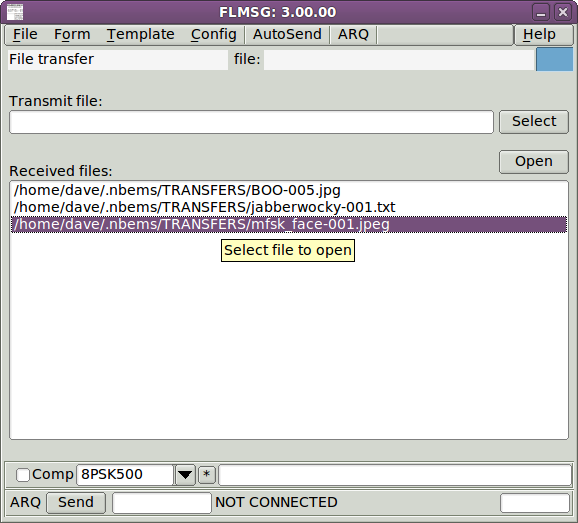 FLMSG: 3.00.00
File Form Template Config AutoSend ARQ Help
File transfer file:
Transmit file:
Select
Open
Received files:
/home/dave/.nbems/TRANSFERS/BOO-005.jpg
/home/dave/.nbems/TRANSFERS/jabberwocky-001.txt
/home/dave/.nbems/TRANSFERS/mfsk_face-001.jpeg
Select file to open
Comp 8PSK500 *
ARQ Send NOT CONNECTED